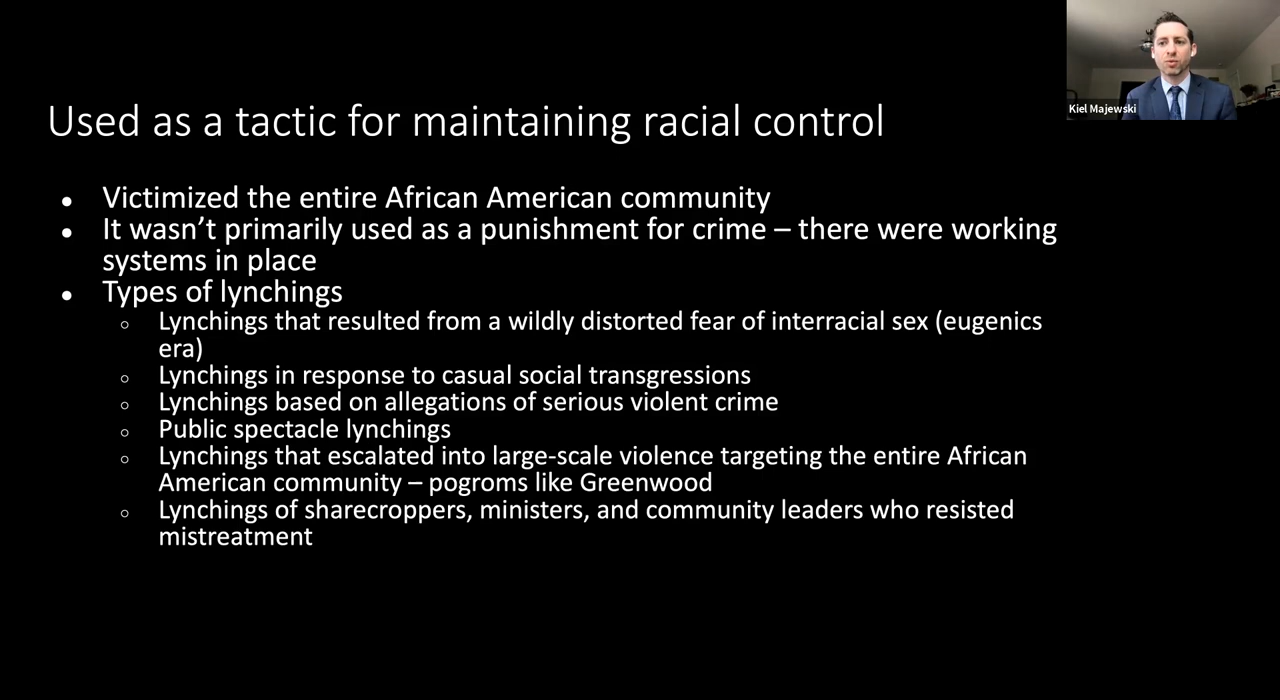 Kiel Majewski
Used as a tactic for maintaining racial control
● Victimized the entire African American community
● It wasn’t primarily used as a punishment for crime – there were working
systems in place
● Types of lynchings
○ Lynchings that resulted from a wildly distorted fear of interracial sex (eugenics
era)
○ Lynchings in response to casual social transgressions
○ Lynchings based on allegations of serious violent crime
○ Public spectacle lynchings
○ Lynchings that escalated into large-scale violence targeting the entire African
American community – pogroms like Greenwood
○ Lynchings of sharecroppers, ministers, and community leaders who resisted
mistreatment